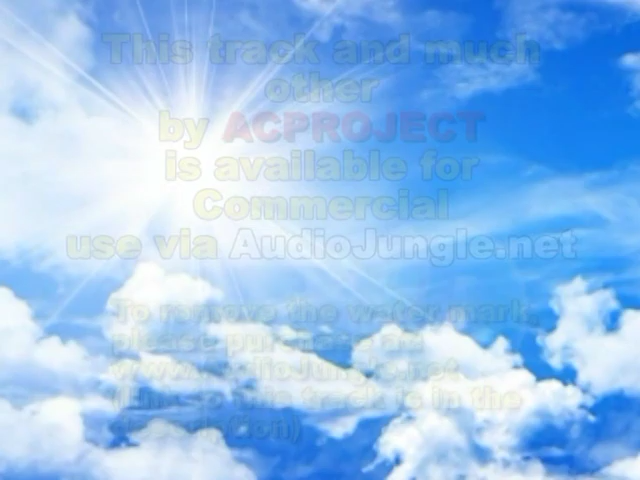 This track and much
other
by ACPROJECT
is available for
Commercial
use via AudioJungle.net
To remove the water mark
please purchase at
www.AudioJungle.net
(Link to this track is in the
description)